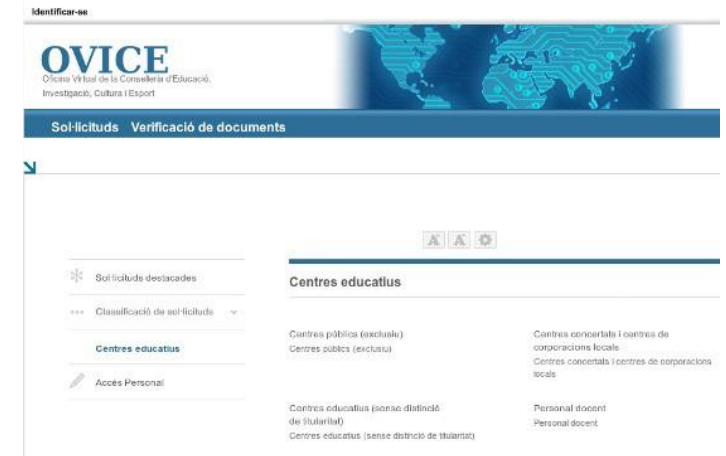 Identificar-se
OVICE
Oficina Virtual de la Conselleria d'Educació,
Investigació, Cultura i Esport
Sol·licituds Verificació de documents
Sol·licituds destacades
Classificació de sol·licituds
Centres educatius
Accés Personal
Centres educatius
Centres públics (exclusiu)
Centres públics (exclusiu)
Centres concertats i centres de
corporacions locals
Centres concertats i centres de corporacions
locals
Centres educatius (sense distinció
de titularitat)
Centres educatius (sense distinció de titularitat)
Personal docent
Personal docent